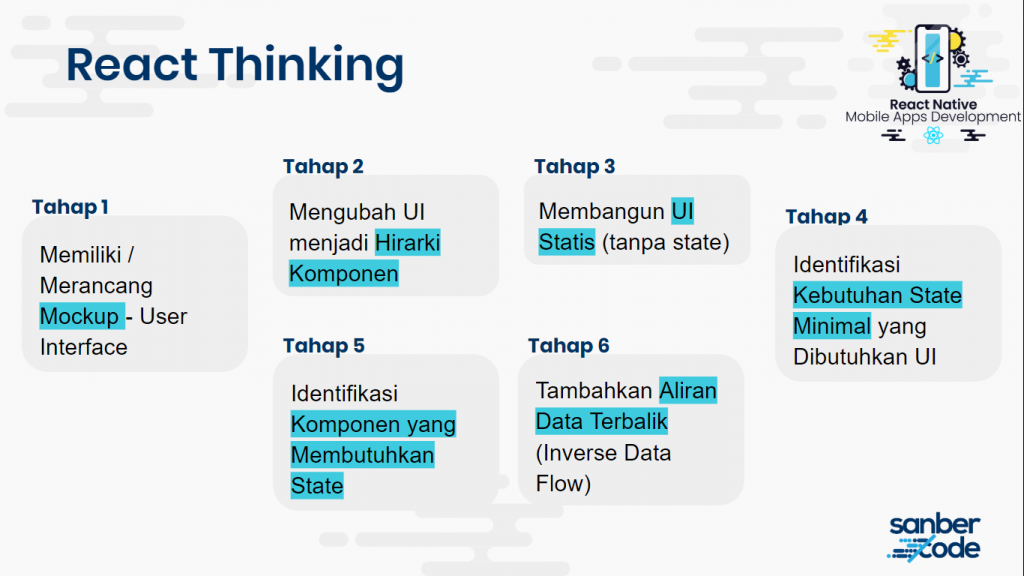 React Thinking
React Native
Mobile Apps Development
Tahap 1
Memiliki /
Merancang
Mockup - User
Interface
Tahap 2
Mengubah UI
menjadi Hirarki
Komponen
Tahap 3
Membangun UI
Statis (tanpa state)
Tahap 4
Identifikasi
Kebutuhan State
Minimal yang
Dibutuhkan UI
Tahap 5
Identifikasi
Komponen yang
Membutuhkan
State
Tahap 6
Tambahkan Aliran
Data Terbalik
(Inverse Data
Flow)
sanber
code